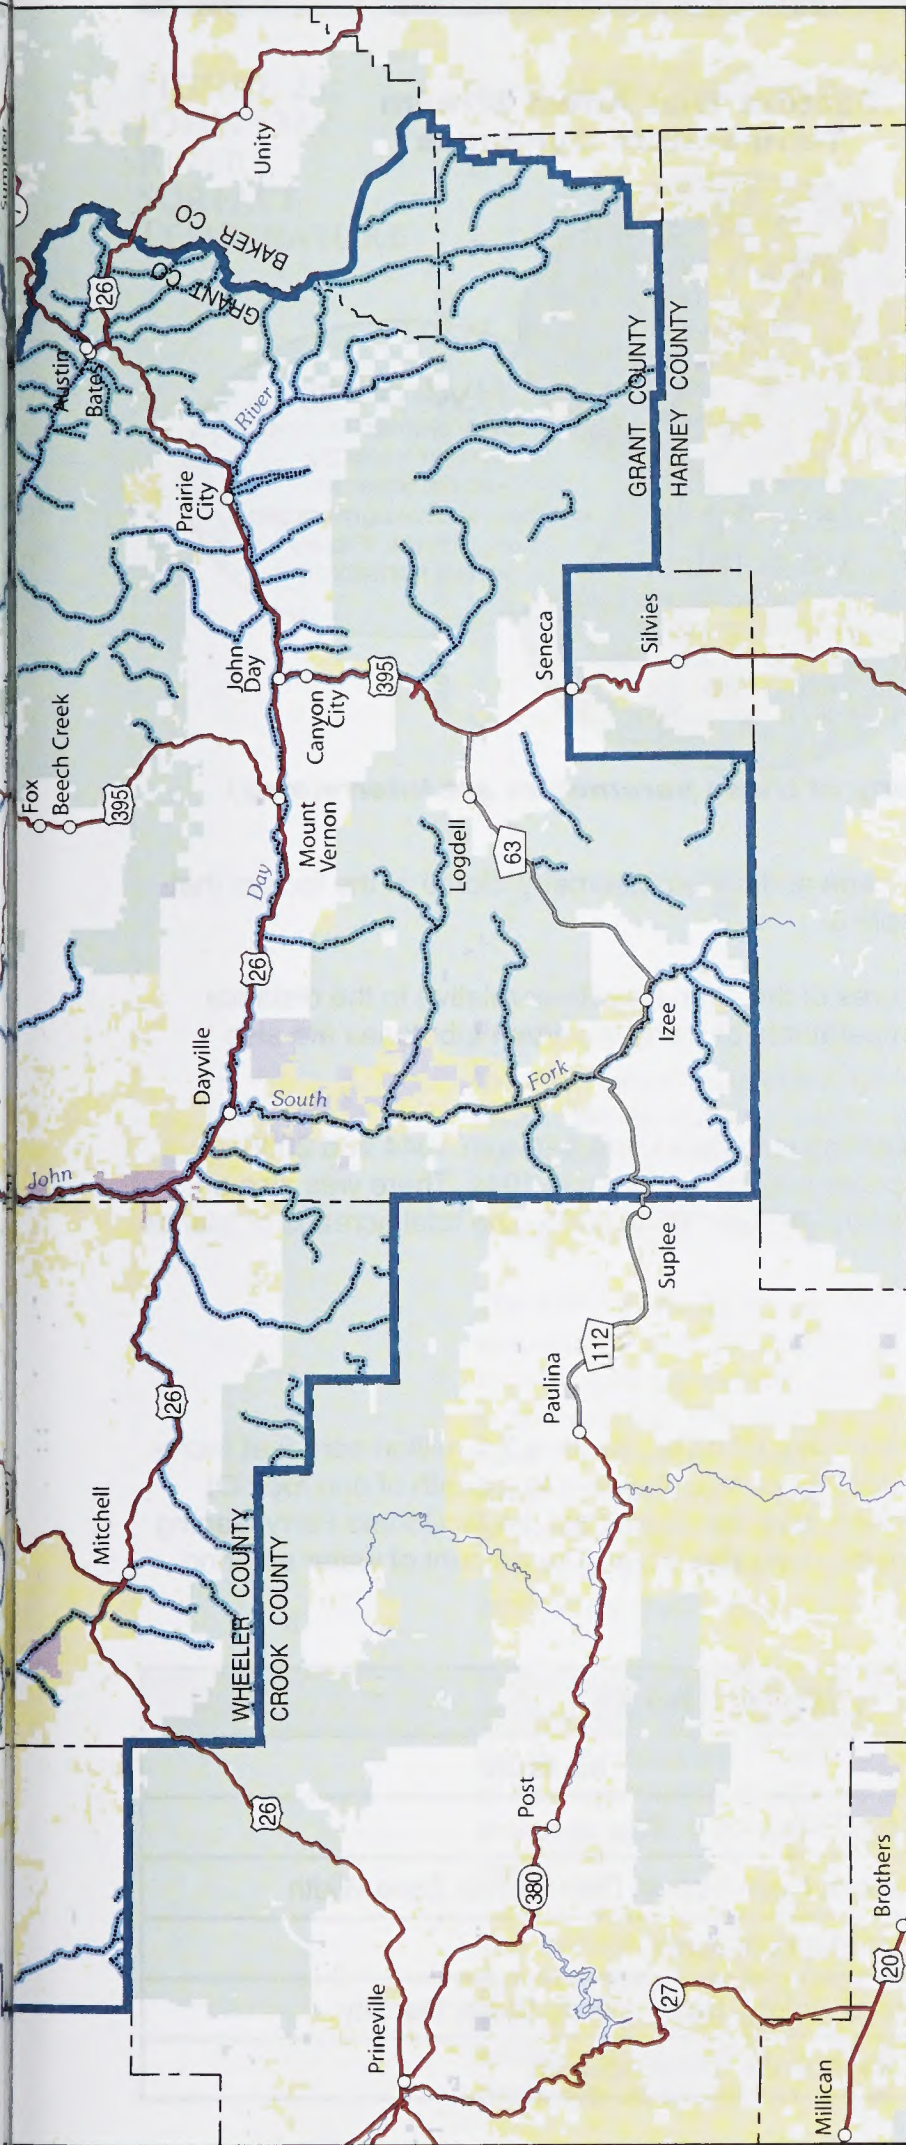 Sumpter
Fox
Beech Creek
395
John
Mitchell
26
Austin
Bates
26
Dayville
Prairie
City
26
Day
River
John
Day
Mount
Vernon
Canyon
City
395
Unity
BAKER CO
GRANT CO
WHEELER COUNTY
CROOK COUNTY
26
South
Fork
Logdell
63
Seneca
Silvies
GRANT COUNTY
HARNEY COUNTY
Izee
Suplee
112
Paulina
Prineville
Post
380
27
Millican
20
Brothers